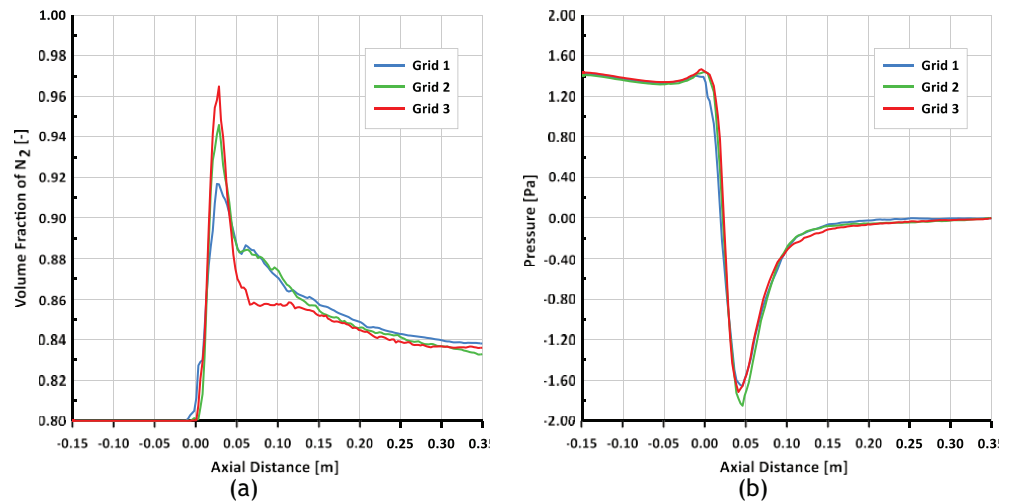 1.00
0.98
0.96
0.94
0.92
0.90
0.88
0.86
0.84
0.82
0.80
Volume Fraction of N2 [-]
-0.15 -0.10 -0.05 0.00 0.05 0.10 0.15 0.20 0.25 0.30 0.35
Axial Distance [m]
Grid 1
Grid 2
Grid 3
(a)
2.00
1.60
1.20
0.80
0.40
0.00
-0.40
-0.80
-1.20
-1.60
-2.00
Pressure [Pa]
-0.15 -0.10 -0.05 0.00 0.05 0.10 0.15 0.20 0.25 0.30 0.35
Axial Distance [m]
Grid 1
Grid 2
Grid 3
(b)